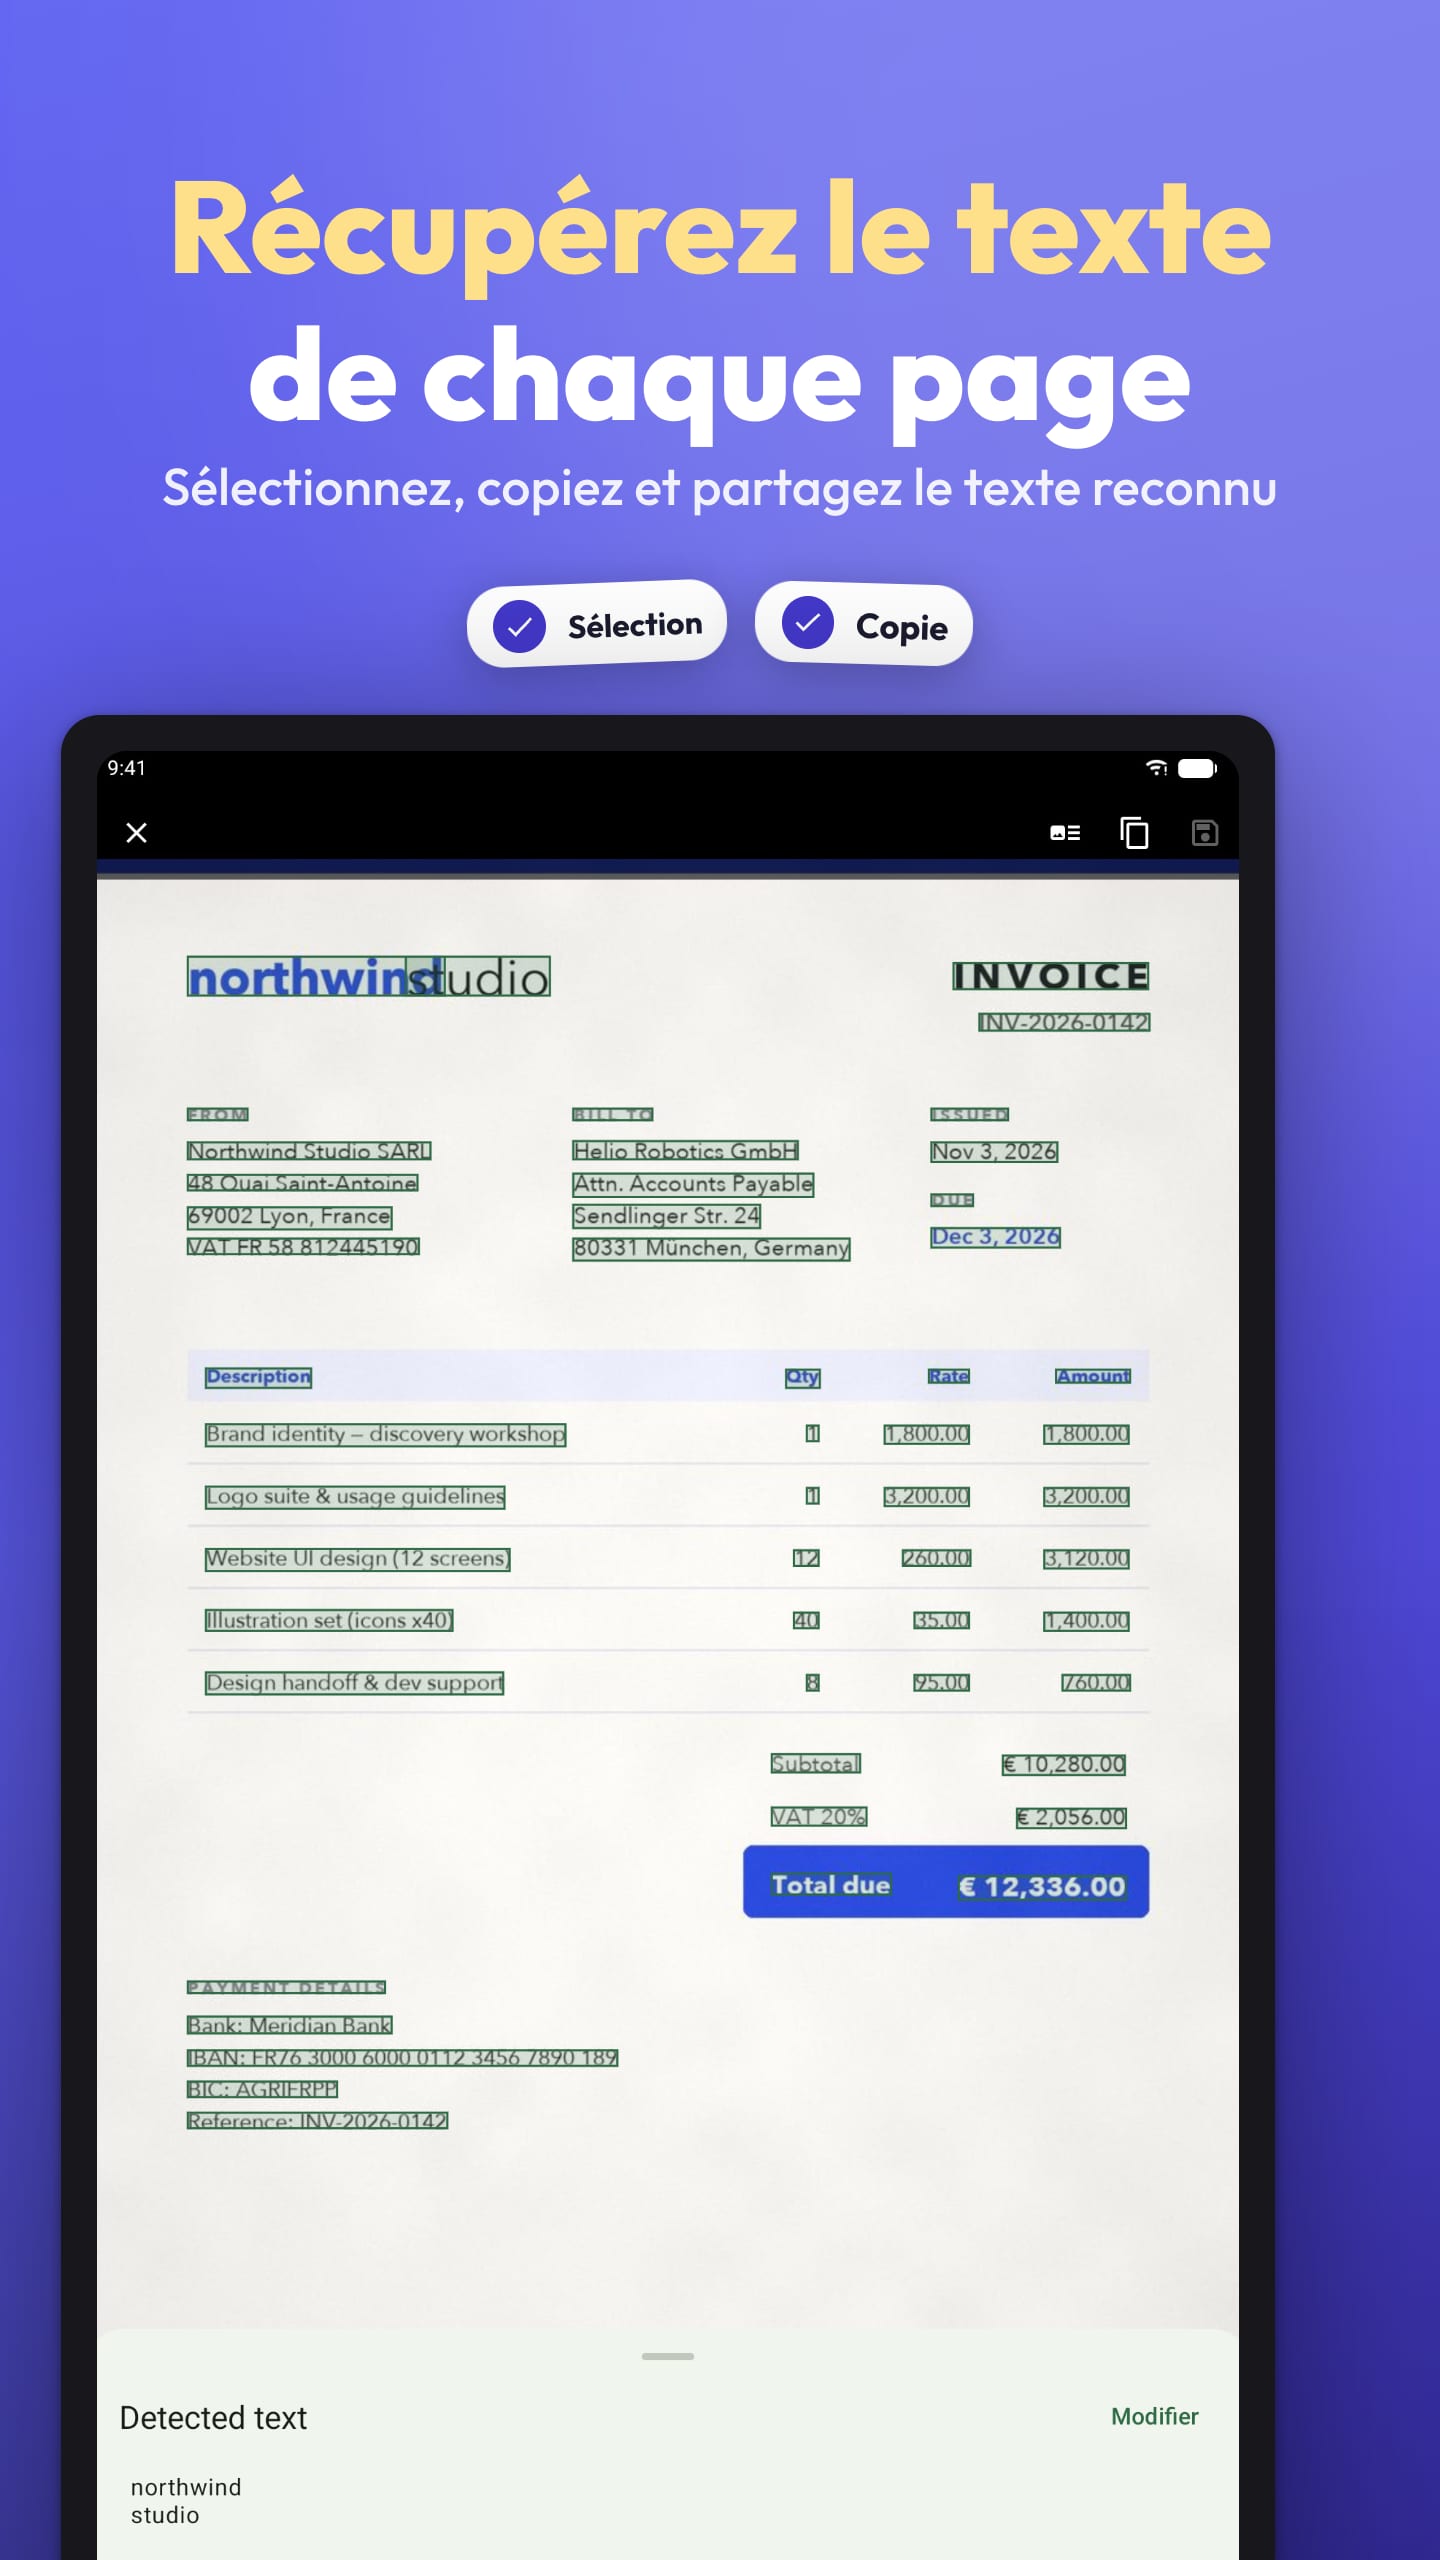 Récupérez le texte
de chaque page
Sélectionnez, copiez et partagez le texte reconnu
Sélection
Copie
9:41
northwindstudio
INVOICE
INV-2026-0142
FROM
Northwind Studio SARL
48 Quai Saint-Antoine
69002 Lyon, France
VAT FR 58 812445190
BILL TO
Helio Robotics GmbH
Attn. Accounts Payable
Sendlinger Str. 24
80331 München, Germany
ISSUED
Nov 3, 2026
DUE
Dec 3, 2026
Description Qty Rate Amount
Brand identity – discovery workshop 1 1,800.00 1,800.00
Logo suite & usage guidelines 1 3,200.00 3,200.00
Website UI design (12 screens) 12 260.00 3,120.00
Illustration set (icons x40) 40 35.00 1,400.00
Design handoff & dev support 8 95.00 760.00
Subtotal € 10,280.00
VAT 20% € 2,056.00
Total due € 12,336.00
PAYMENT DETAILS
Bank: Meridian Bank
IBAN: FR76 3000 6000 0112 3456 7890 189
BIC: AGRIFRPP
Reference: INV-2026-0142
Detected text Modifier
northwind
studio